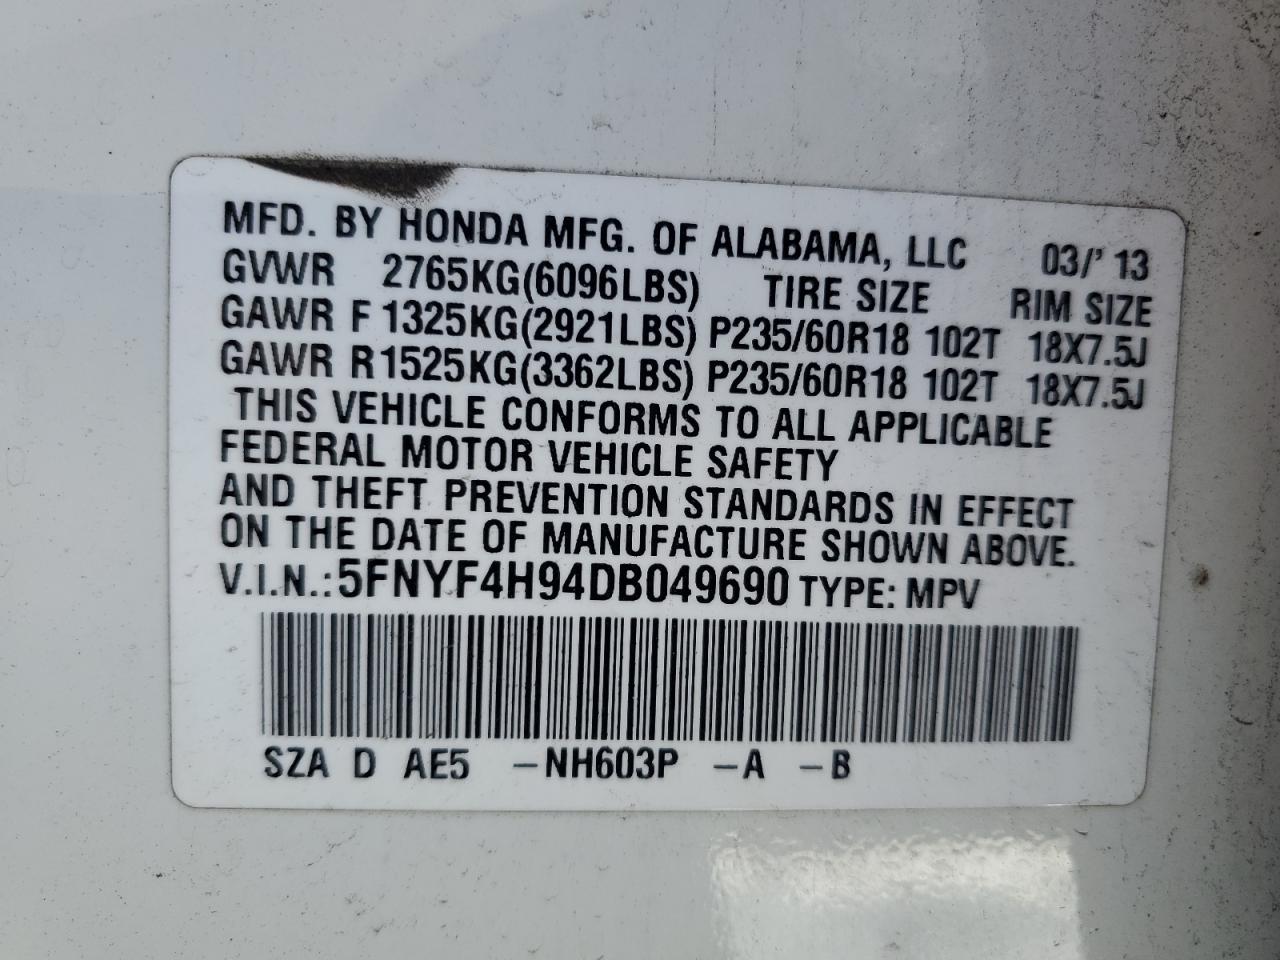 MFD. BY HONDA MFG. OF ALABAMA, LLC 03/' 13
GVWR 2765KG(6096LBS) TIRE SIZE RIM SIZE
GAWR F 1325KG(2921LBS) P235/60R18 102T 18X7.5J
GAWR R 1525KG(3362LBS) P235/60R18 102T 18X7.5J
THIS VEHICLE CONFORMS TO ALL APPLICABLE
FEDERAL MOTOR VEHICLE SAFETY
AND THEFT PREVENTION STANDARDS IN EFFECT
ON THE DATE OF MANUFACTURE SHOWN ABOVE.
V.I.N.:5FNYF4H94DB049690 TYPE: MPV
SZA D AE5 –NH603P –A –B